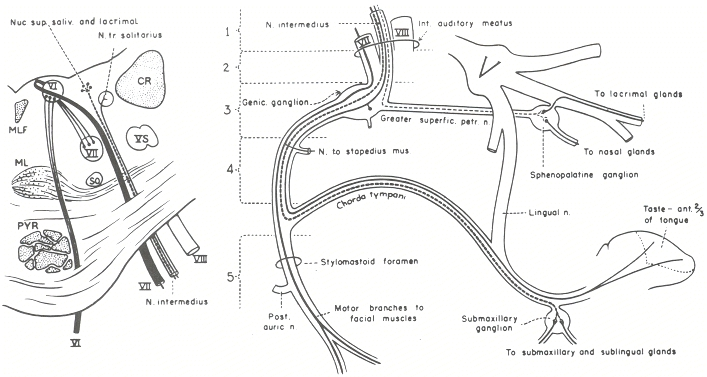 Nuc. sup. saliv. and lacrimal
N. tr. solitarius
CR
VI
MLF
VII
VS
ML
SO
PYR
VIII
VII
N. intermedius
VI
1
2
3
4
5
N. intermedius
VII
VIII
Int. auditory meatus
V
Genic. ganglion
Greater superfic. petr. n.
To lacrimal glands
To nasal glands
Sphenopalatine ganglion
N. to stapedius mus.
Chorda tympani
Lingual n.
Taste – ant. 2/3
of tongue
Stylomastoid foramen
Post.
auric n.
Motor branches to
facial muscles
Submaxillary
ganglion
To submaxillary and sublingual glands